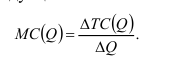 MC(Q) = ΔTC(Q) / ΔQ.